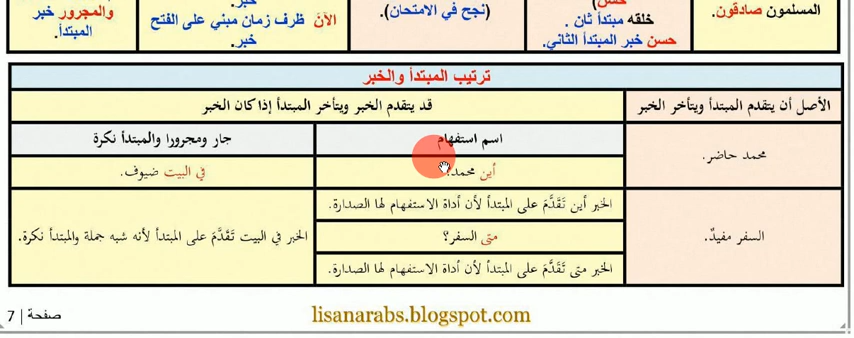 المسلمون صادقون.
خلقه مبتدأ ثان .
حسن خبر المبتدأ الثاني.
(نجح في الامتحان).
خبر.
الآنَ ظرف زمان مبني على الفتح
خبر.
والمجرور خبر
المبتدأ.
ترتيب المبتدأ والخبر
الأصل أن يتقدم المبتدأ ويتأخر الخبر
قد يتقدم الخبر ويتأخر المبتدأ إذا كان الخبر
اسم استفهام
جار ومجرورا والمبتدأ نكرة
محمد حاضر.
أين محمد
في البيت ضيوف.
السفر مفيدٌ.
الخبر أين تَقَدَّمَ على المبتدأ لأن أداة الاستفهام لها الصدارة.
متى السفر؟
الخبر متى تَقَدَّمَ على المبتدأ لأن أداة الاستفهام لها الصدارة.
الخبر في البيت تَقَدَّمَ على المبتدأ لأنه شبه جملة والمبتدأ نكرة.
lisanarabs.blogspot.com
صفحة | 7